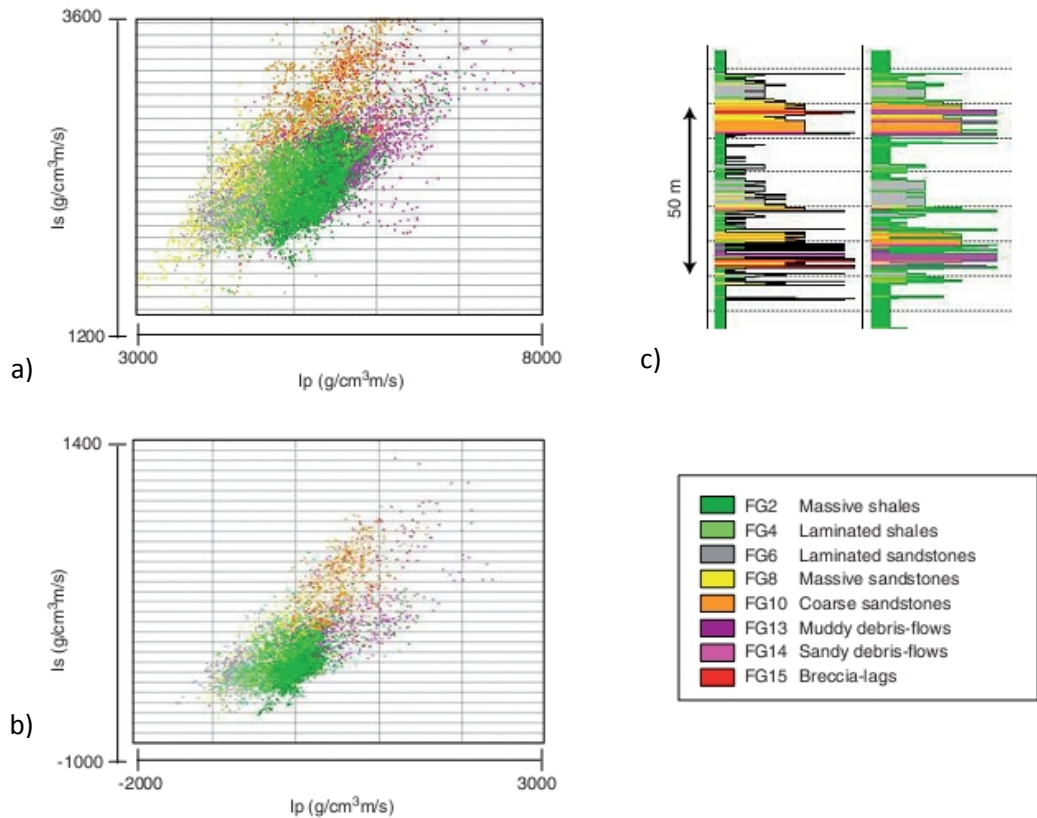 3600
Is (g/cm³m/s)
1200
3000
8000
a)
Ip (g/cm³m/s)
50 m
c)
1400
Is (g/cm³m/s)
b)
-1000
-2000
3000
Ip (g/cm³m/s)
FG2 Massive shales
FG4 Laminated shales
FG6 Laminated sandstones
FG8 Massive sandstones
FG10 Coarse sandstones
FG13 Muddy debris-flows
FG14 Sandy debris-flows
FG15 Breccia-lags